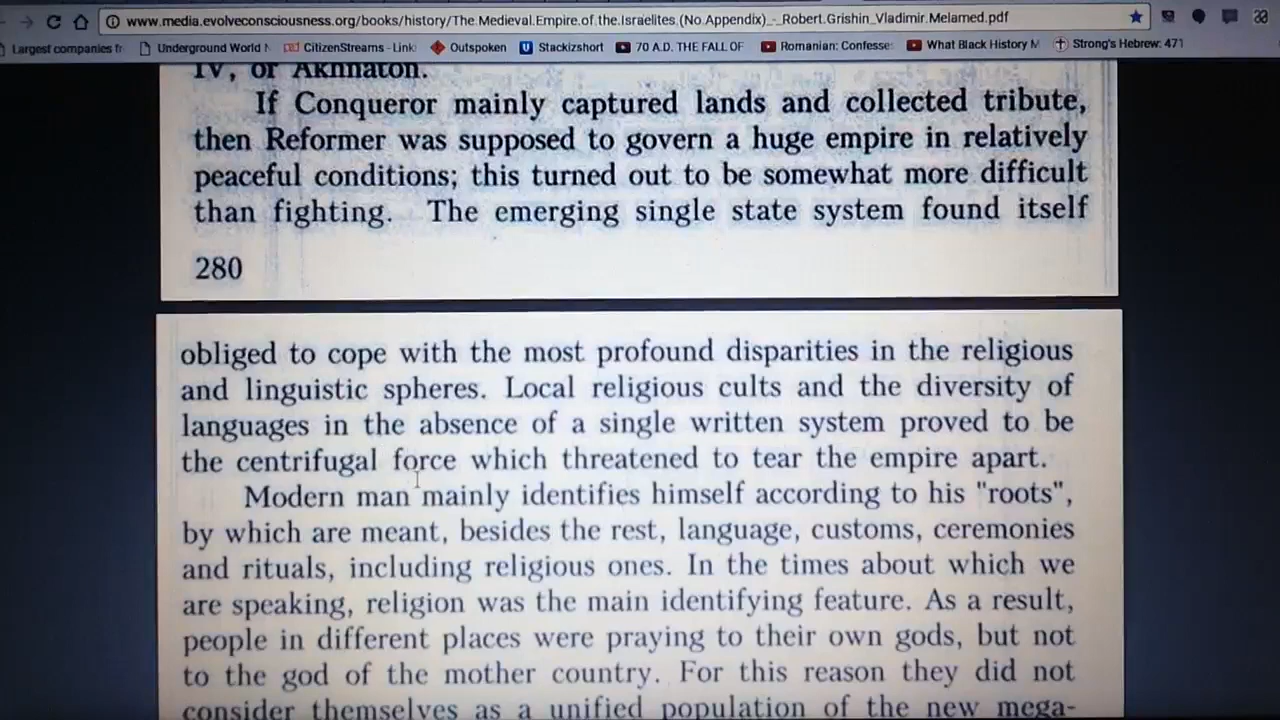 www.media.evolveconsciousness.org/books/history/The.Medieval.Empire.of.the.Israelites.(No.Appendix)_-_Robert.Grishin_Vladimir.Melamed.pdf
Largest companies fr Underground World N CitizenStreams - Link Outspoken Stackizshort 70 A.D. THE FALL OF Romanian: Confesse What Black History M Strong's Hebrew: 471
IV, or Akhnaton.
If Conqueror mainly captured lands and collected tribute,
then Reformer was supposed to govern a huge empire in relatively
peaceful conditions; this turned out to be somewhat more difficult
than fighting. The emerging single state system found itself
280
obliged to cope with the most profound disparities in the religious
and linguistic spheres. Local religious cults and the diversity of
languages in the absence of a single written system proved to be
the centrifugal force which threatened to tear the empire apart.
Modern man mainly identifies himself according to his "roots",
by which are meant, besides the rest, language, customs, ceremonies
and rituals, including religious ones. In the times about which we
are speaking, religion was the main identifying feature. As a result,
people in different places were praying to their own gods, but not
to the god of the mother country. For this reason they did not
consider themselves as a unified population of the new mega-